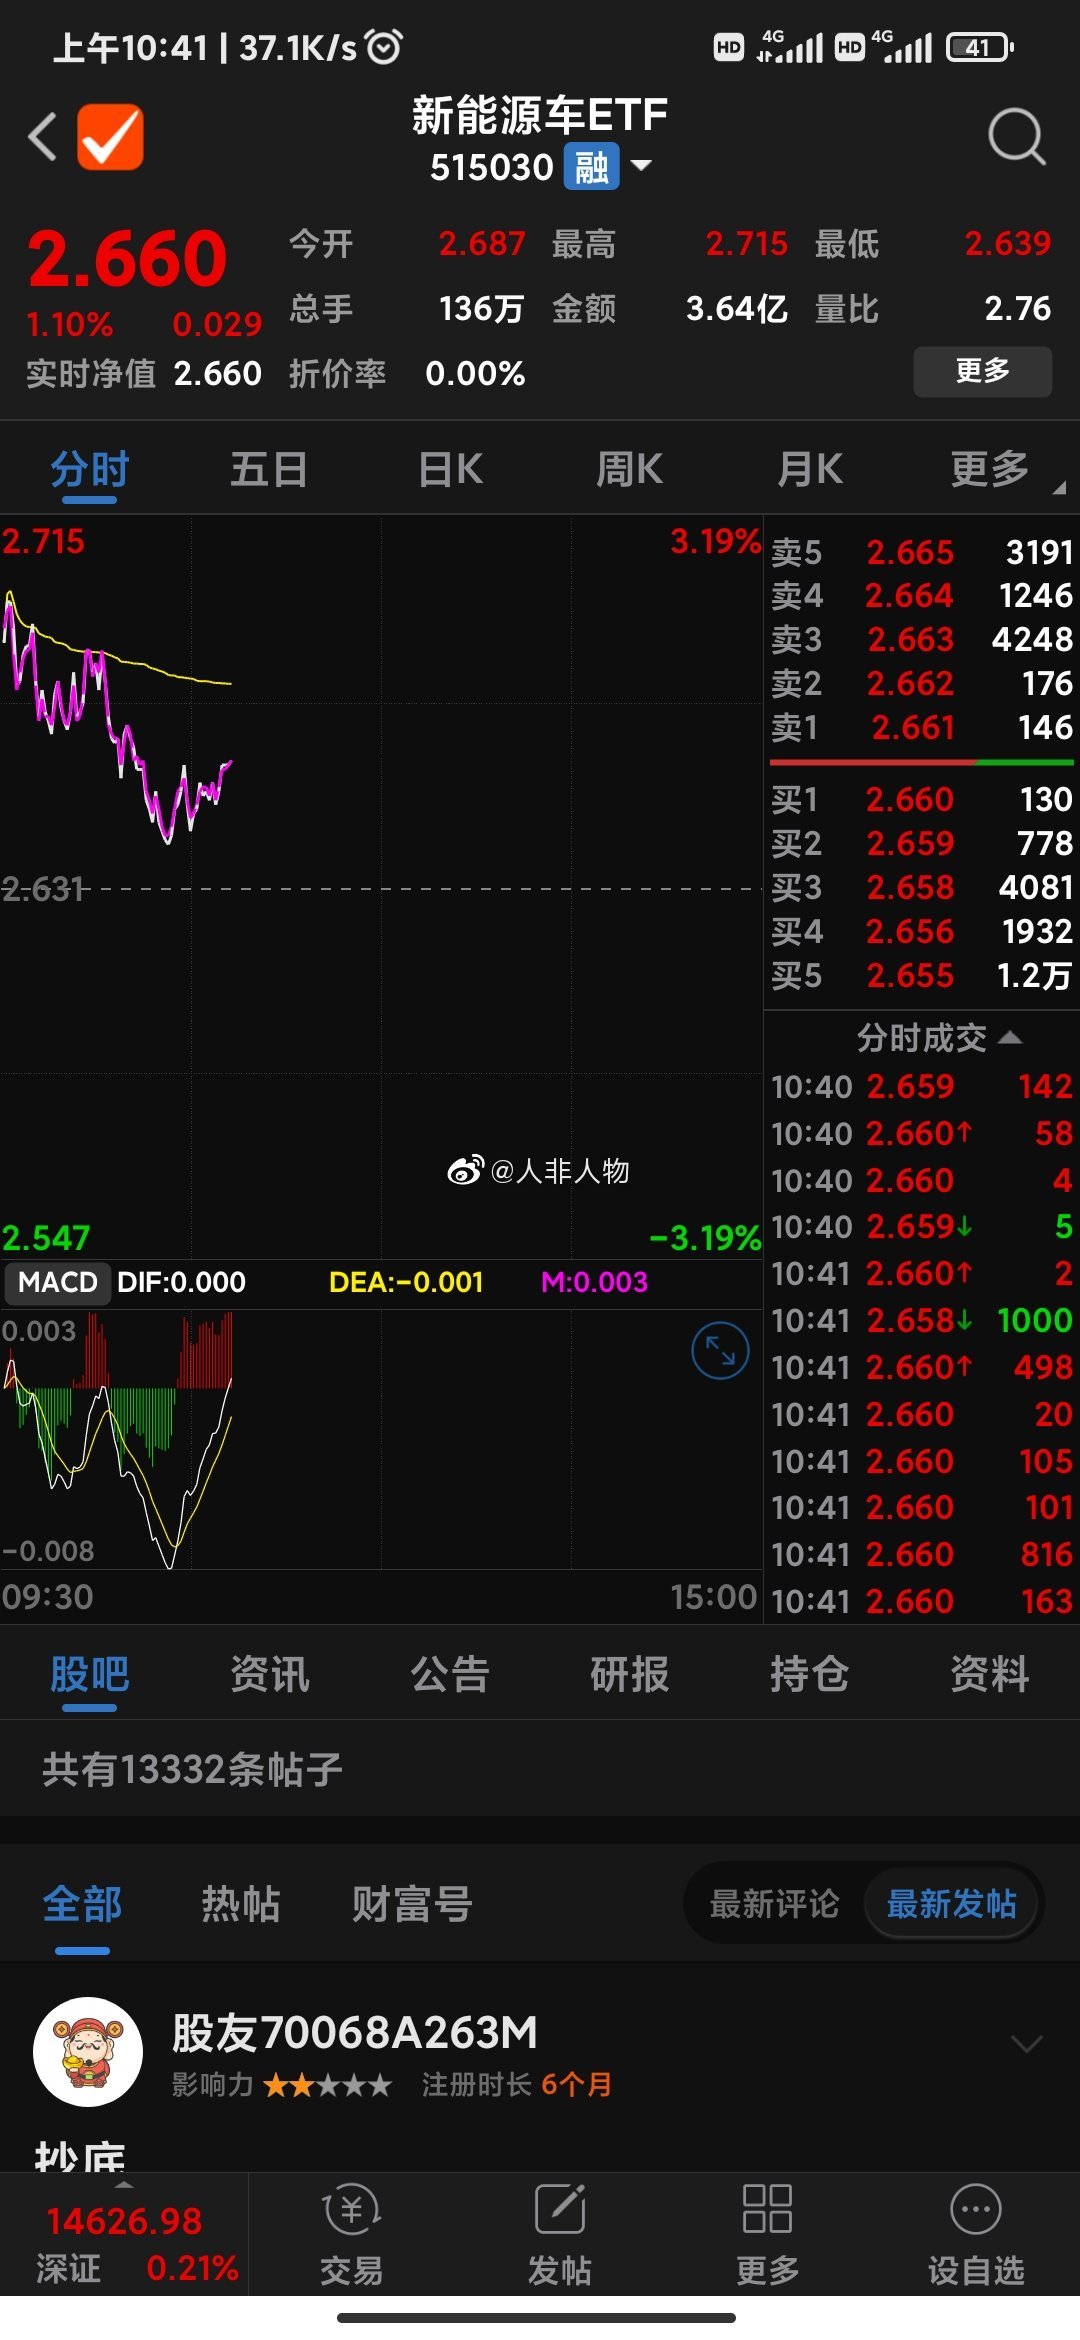 上午10:41 | 37.1K/s HD 4G HD 4G 41
新能源车ETF
515030 融
2.660 今开 2.687 最高 2.715 最低 2.639
1.10% 0.029 总手 136万 金额 3.64亿 量比 2.76
实时净值 2.660 折价率 0.00% 更多
分时 五日 日K 周K 月K 更多
2.715 3.19%
2.631
2.547 -3.19%
@人非人物
MACD DIF:0.000 DEA:-0.001 M:0.003
0.003
-0.008
09:30 15:00
卖5 2.665 3191
卖4 2.664 1246
卖3 2.663 4248
卖2 2.662 176
卖1 2.661 146
买1 2.660 130
买2 2.659 778
买3 2.658 4081
买4 2.656 1932
买5 2.655 1.2万
分时成交
10:40 2.659 142
10:40 2.660↑ 58
10:40 2.660 4
10:40 2.659↓ 5
10:41 2.660↑ 2
10:41 2.658↓ 1000
10:41 2.660↑ 498
10:41 2.660 20
10:41 2.660 105
10:41 2.660 101
10:41 2.660 816
10:41 2.660 163
股吧 资讯 公告 研报 持仓 资料
共有13332条帖子
全部 热帖 财富号 最新评论 最新发帖
股友70068A263M
影响力 ★★★★★ 注册时长 6个月
抄底
14626.98
深证 0.21% 交易 发帖 更多 设自选